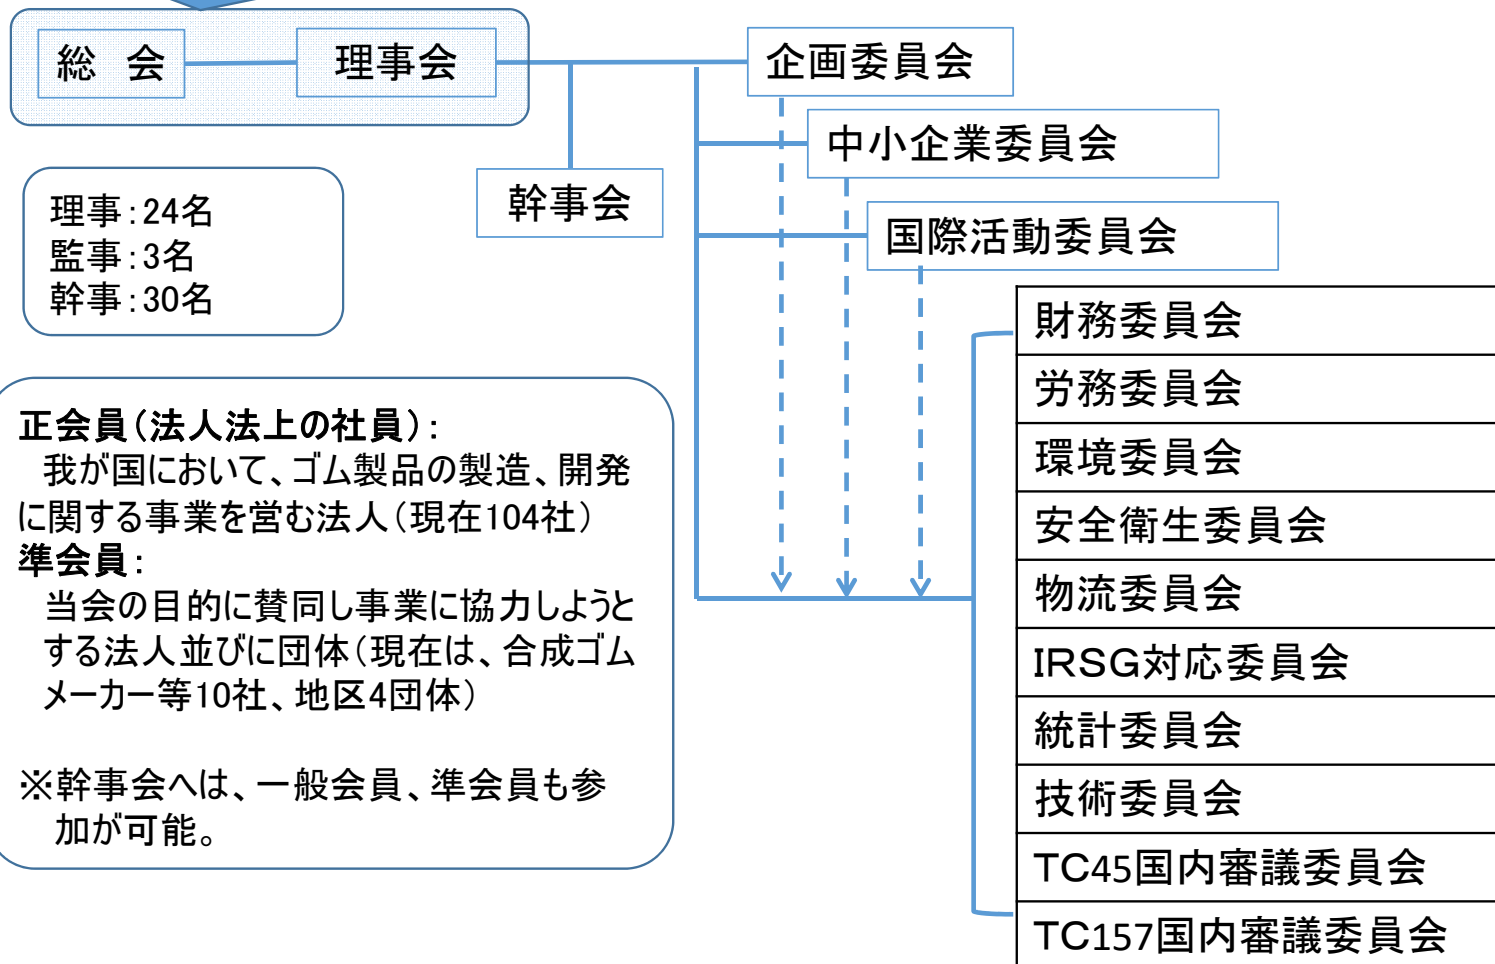 総　会
理事会
企画委員会
中小企業委員会
幹事会
国際活動委員会
理事：24名
監事：3名
幹事：30名
財務委員会
労務委員会
環境委員会
安全衛生委員会
物流委員会
IRSG対応委員会
統計委員会
技術委員会
TC45国内審議委員会
TC157国内審議委員会
正会員（法人法上の社員）：
我が国において、ゴム製品の製造、開発
に関する事業を営む法人（現在104社）
準会員：
当会の目的に賛同し事業に協力しようと
する法人並びに団体（現在は、合成ゴム
メーカー等10社、地区4団体）
※幹事会へは、一般会員、準会員も参
加が可能。